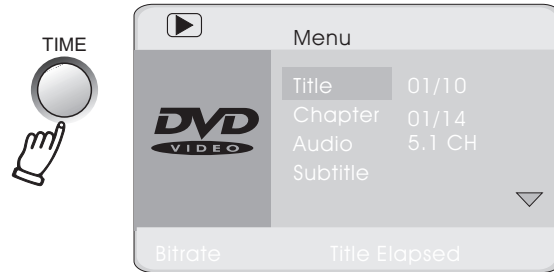 TIME
Menu
Title 01/10
Chapter 01/14
Audio 5.1 CH
Subtitle
DVD
VIDEO
Bitrate Title Elapsed